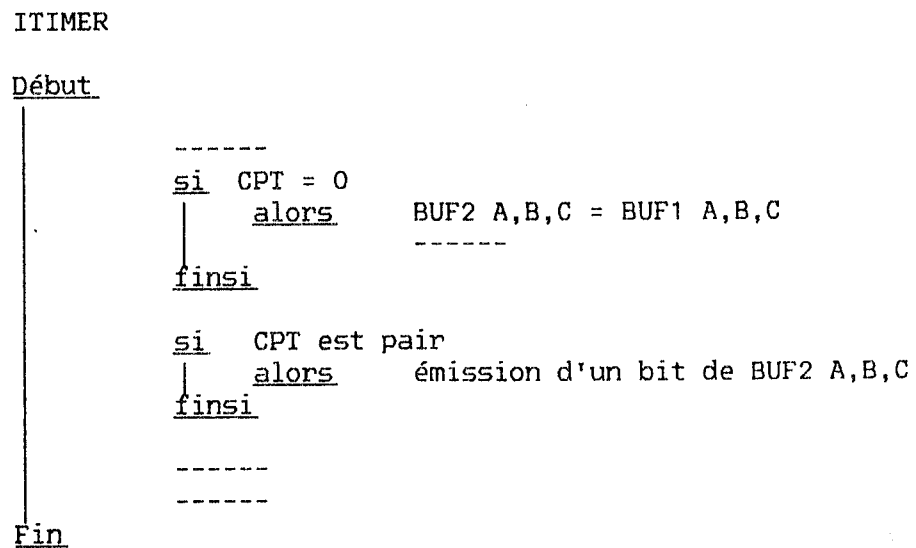 ITIMER
Début
------
si CPT = 0
alors BUF2 A,B,C = BUF1 A,B,C
------
finsi
si CPT est pair
alors émission d'un bit de BUF2 A,B,C
finsi
------
------
Fin